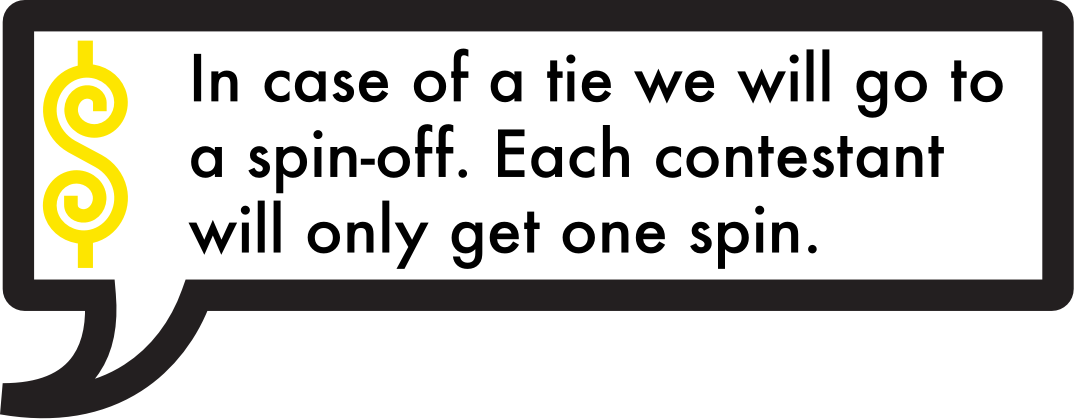 In case of a tie we will go to
a spin-off. Each contestant
will only get one spin.